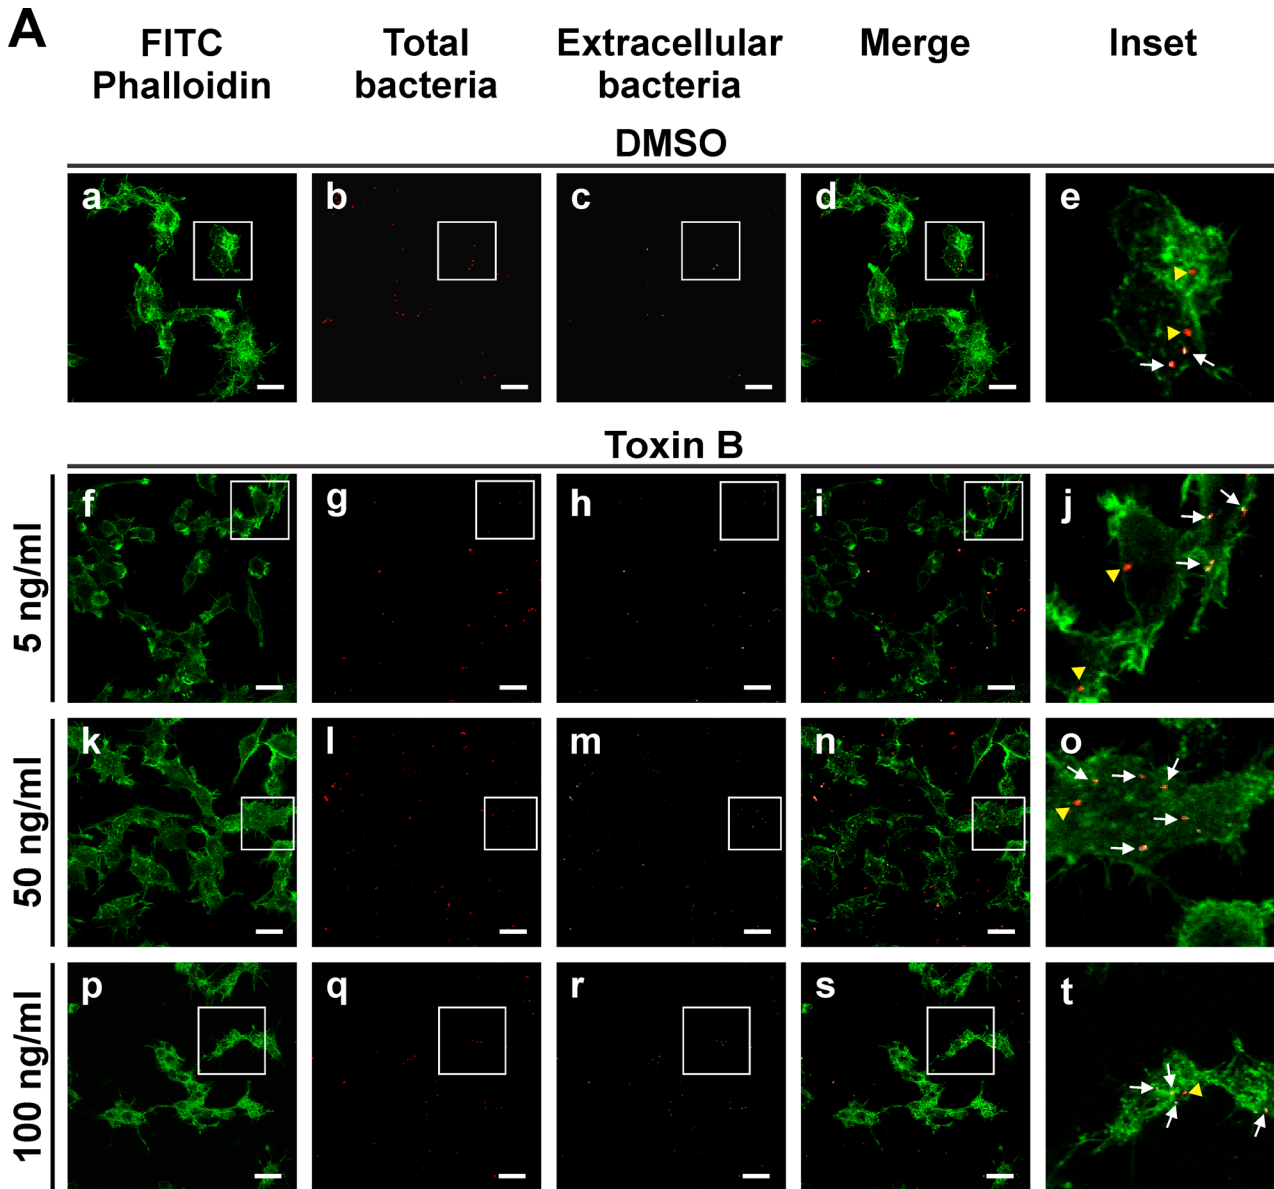 A
FITC Phalloidin
Total bacteria
Extracellular bacteria
Merge
Inset
DMSO
a
b
c
d
e
Toxin B
5 ng/ml
f
g
h
i
j
50 ng/ml
k
l
m
n
o
100 ng/ml
p
q
r
s
t